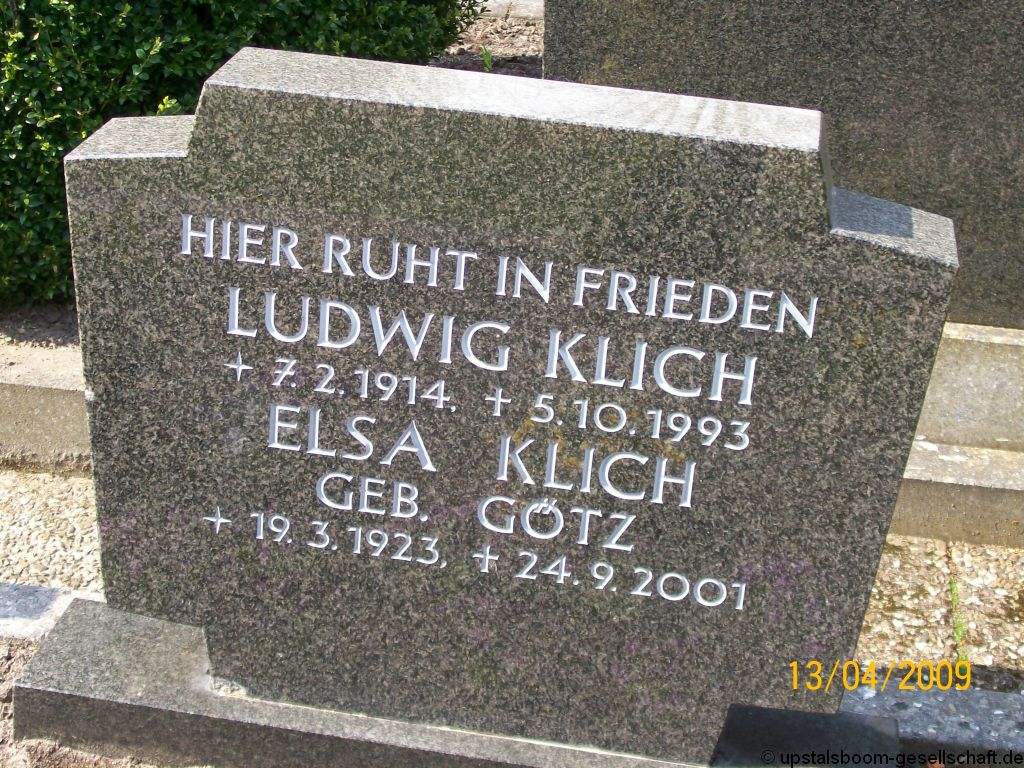 HIER RUHT IN FRIEDEN
LUDWIG KLICH
+ 7. 2. 1914. + 5. 10. 1993
ELSA KLICH
GEB. GÖTZ
+ 19. 3. 1923, + 24. 9. 2001
13/04/2009
© upstalsboom-gesellschaft.de